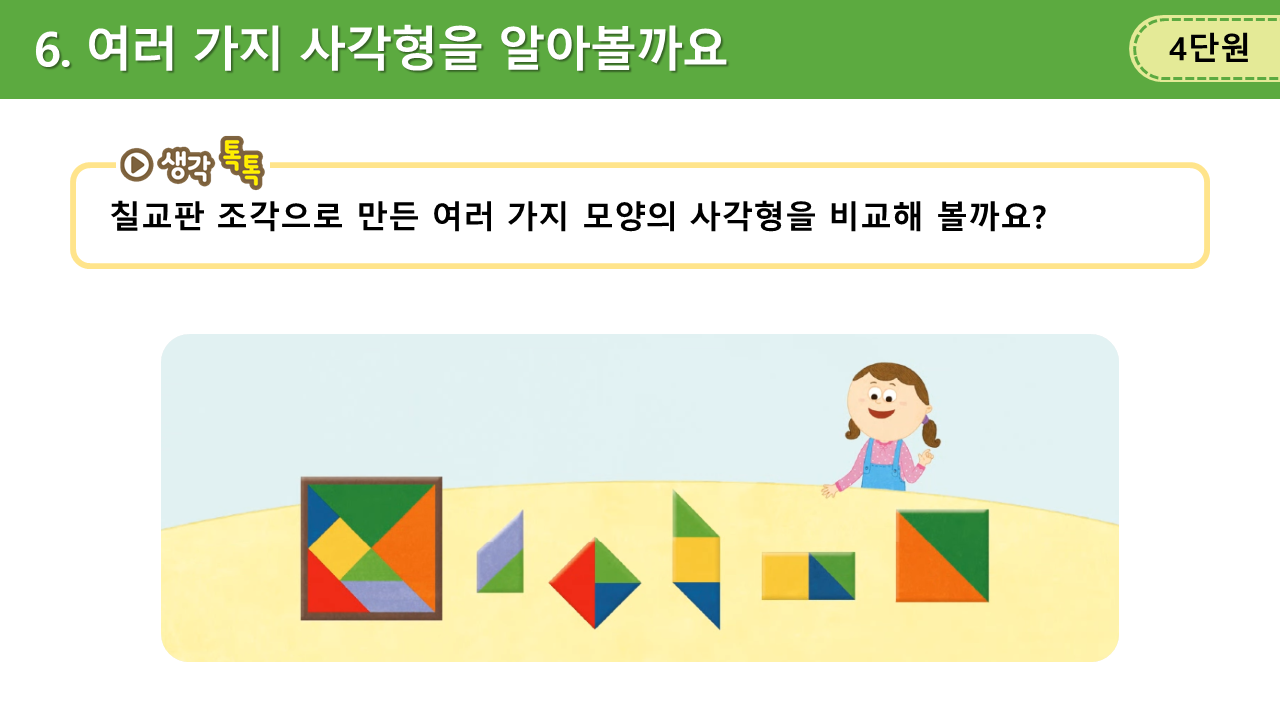 6. 여러 가지 사각형을 알아볼까요
4단원
생각 톡톡
칠교판 조각으로 만든 여러 가지 모양의 사각형을 비교해 볼까요?